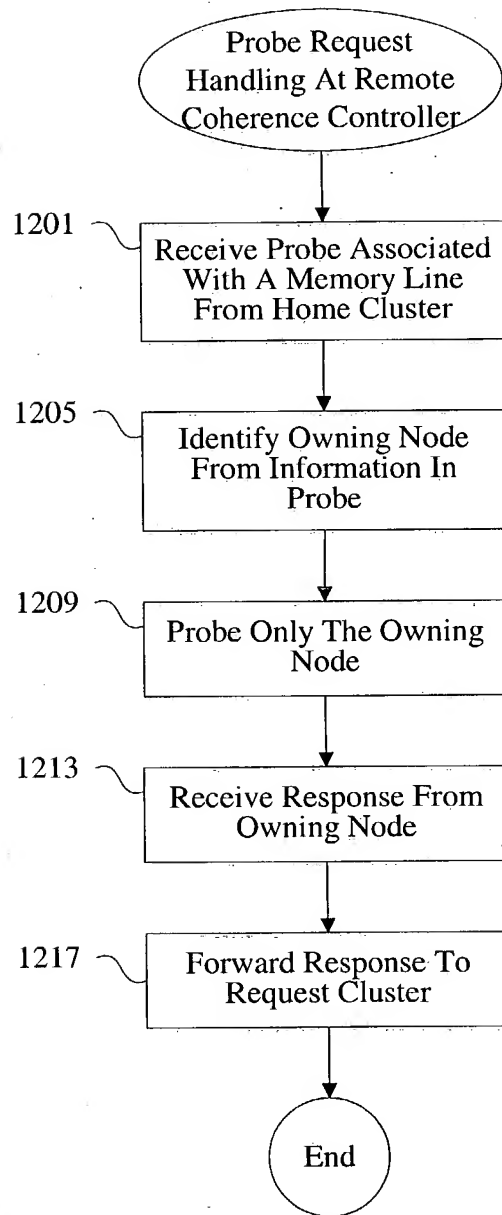 Probe Request
Handling At Remote
Coherence Controller
1201
Receive Probe Associated
With A Memory Line
From Home Cluster
1205
Identify Owning Node
From Information In
Probe
1209
Probe Only The Owning
Node
1213
Receive Response From
Owning Node
1217
Forward Response To
Request Cluster
End